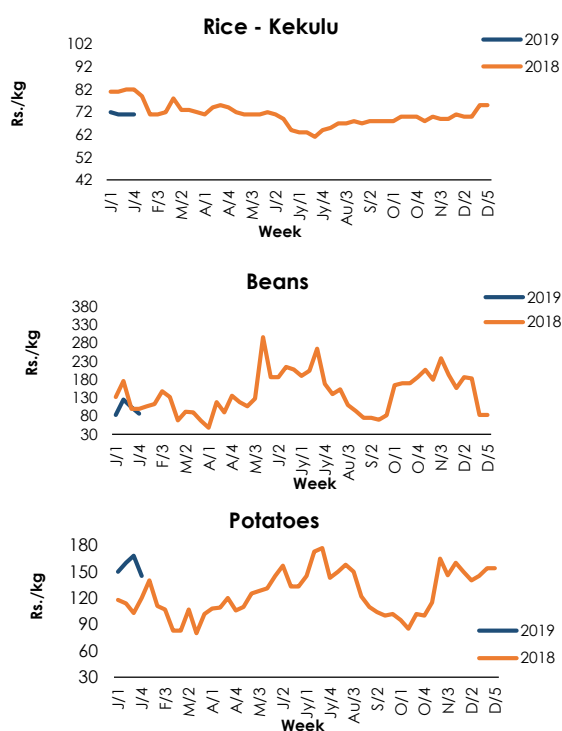 Rice - Kekulu
2019
2018
Rs./kg
102
92
82
72
62
52
42
J/1 J/4 F/3 M/2 A/1 A/4 M/3 J/2 Jy/1 Jy/4 Au/3 S/2 O/1 O/4 N/3 D/2 D/5
Week
Beans
2019
2018
Rs./kg
380
330
280
230
180
130
80
30
J/1 J/4 F/3 M/2 A/1 A/4 M/3 J/2 Jy/1 Jy/4 Au/3 S/2 O/1 O/4 N/3 D/2 D/5
Week
Potatoes
Rs./kg
180
150
120
90
60
30
2019
2018
J/1 J/4 F/3 M/2 A/1 A/4 M/3 J/2 Jy/1 Jy/4 Au/3 S/2 O/1 O/4 N/3 D/2 D/5
Week